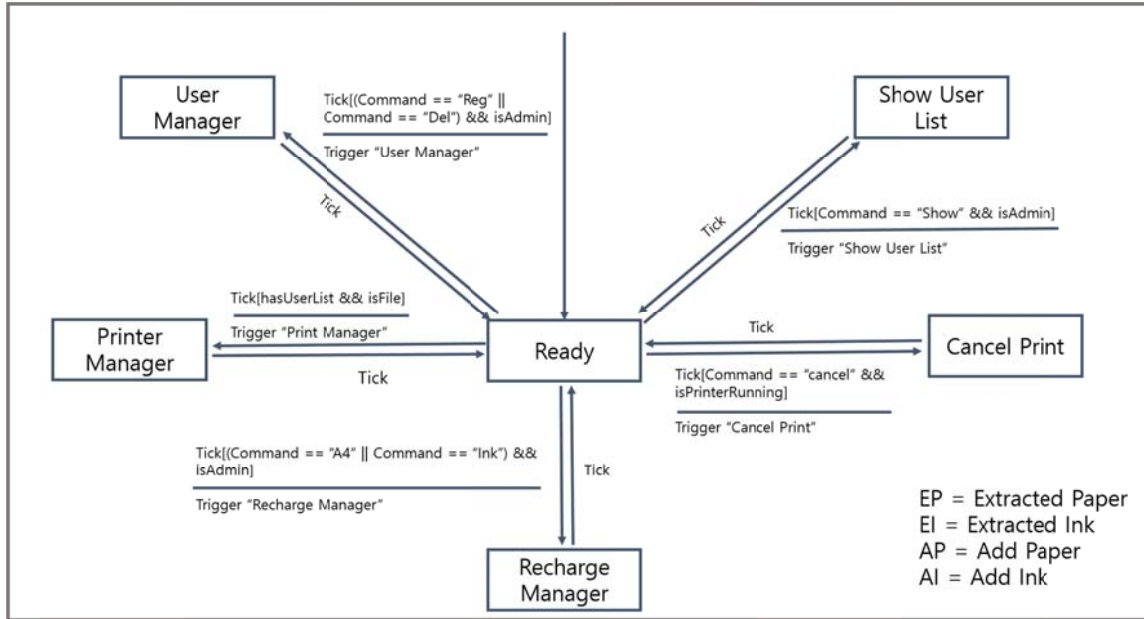 User
Manager
Tick[(Command == "Reg" ||
Command == "Del") && isAdmin]
Trigger "User Manager"
Tick
Show User
List
Tick
Tick[Command == "Show" && isAdmin]
Trigger "Show User List"
Tick[hasUserList && isFile]
Trigger "Print Manager"
Printer
Manager
Tick
Ready
Tick
Cancel Print
Tick[Command == "cancel" &&
isPrinterRunning]
Trigger "Cancel Print"
Tick[(Command == "A4" || Command == "Ink") &&
isAdmin]
Trigger "Recharge Manager"
Tick
Recharge
Manager
EP = Extracted Paper
EI = Extracted Ink
AP = Add Paper
AI = Add Ink